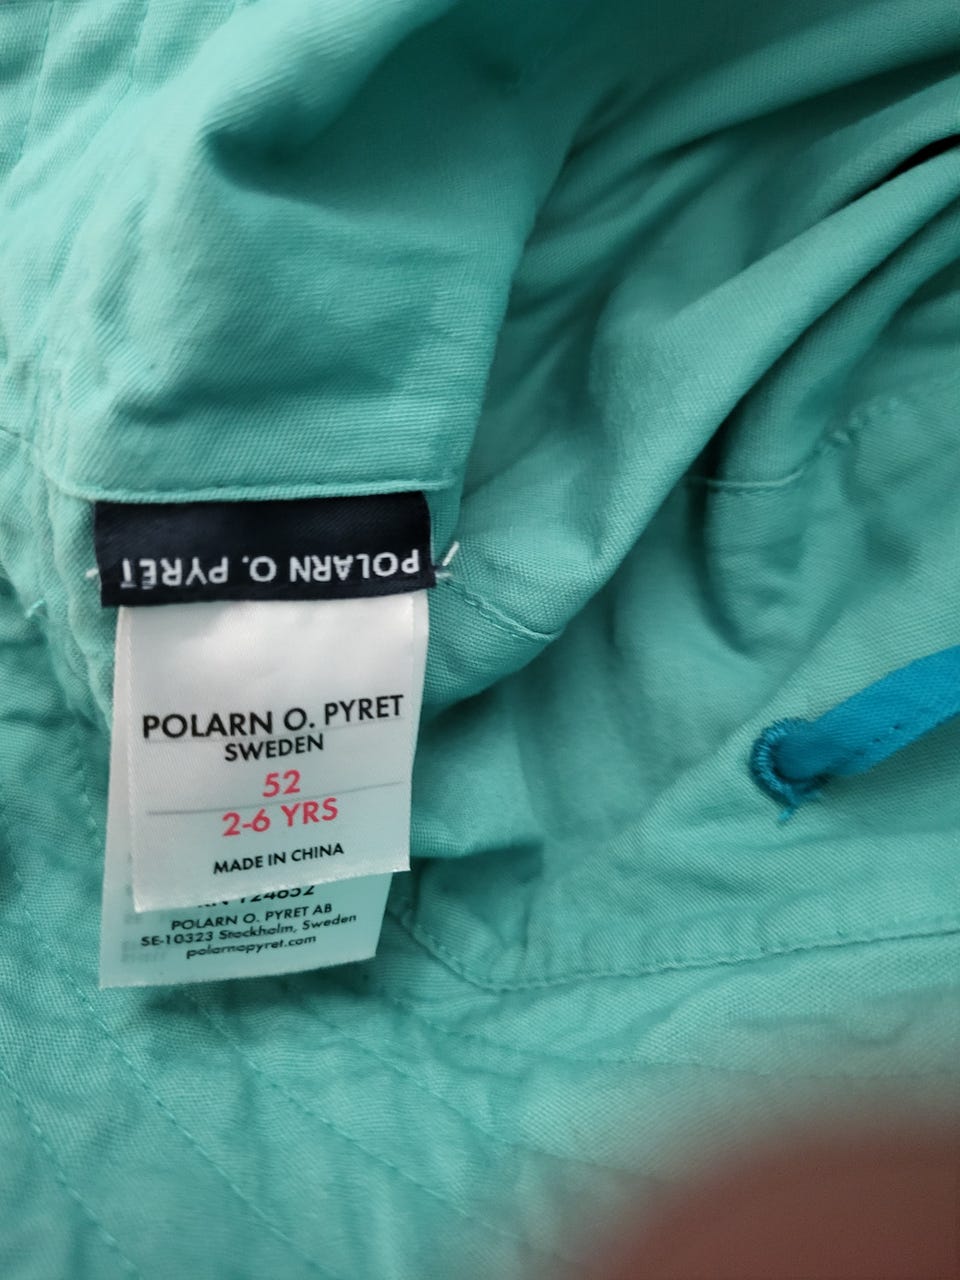 POLARN O. PYRET
POLARN O. PYRET
SWEDEN
52
2-6 YRS
MADE IN CHINA
124852
POLARN O. PYRET AB
SE-10323 Stockholm, Sweden
polarnopyret.com